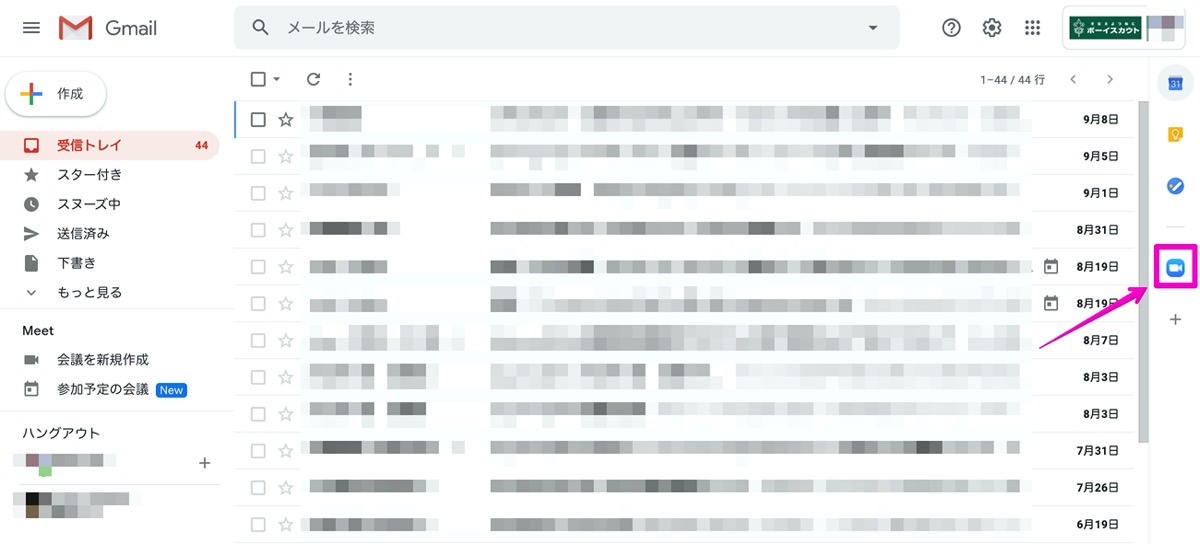 Gmail
メールを検索
ボーイスカウト
作成
1–44 / 44 行
31
受信トレイ 44
スター付き
スヌーズ中
送信済み
下書き
もっと見る
Meet
会議を新規作成
参加予定の会議 New
ハングアウト
9月8日
9月5日
9月1日
8月31日
8月19日
8月19日
8月7日
8月3日
8月3日
7月31日
7月26日
6月19日